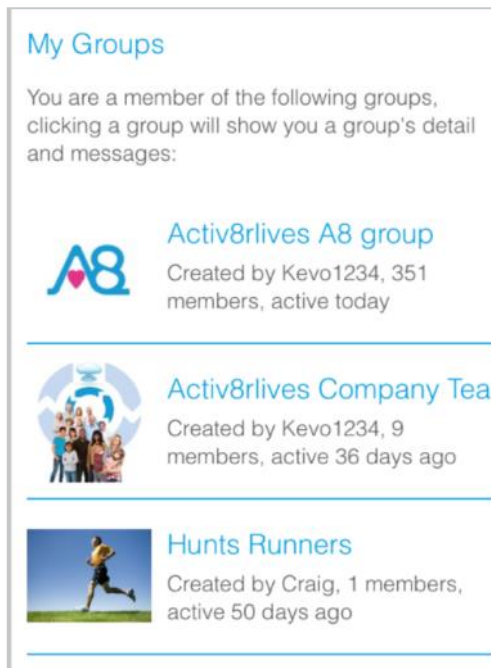 My Groups
You are a member of the following groups,
clicking a group will show you a group's detail
and messages:
A8
Activ8rlives A8 group
Created by Kevo1234, 351
members, active today
Activ8rlives Company Tea
Created by Kevo1234, 9
members, active 36 days ago
Hunts Runners
Created by Craig, 1 members,
active 50 days ago